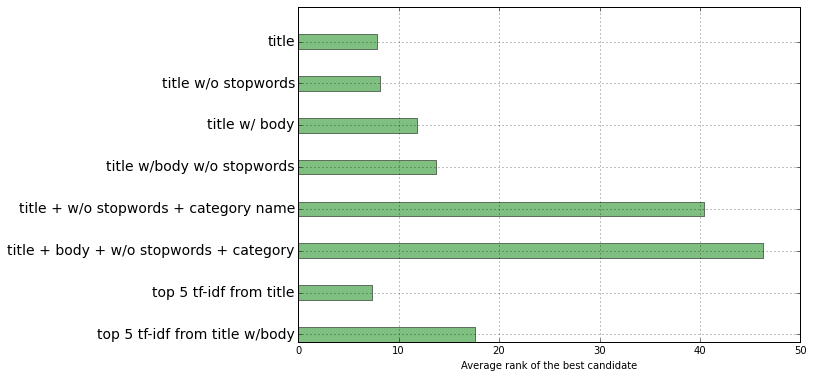 title
title w/o stopwords
title w/ body
title w/body w/o stopwords
title + w/o stopwords + category name
title + body + w/o stopwords + category
top 5 tf-idf from title
top 5 tf-idf from title w/body
0 10 20 30 40 50
Average rank of the best candidate